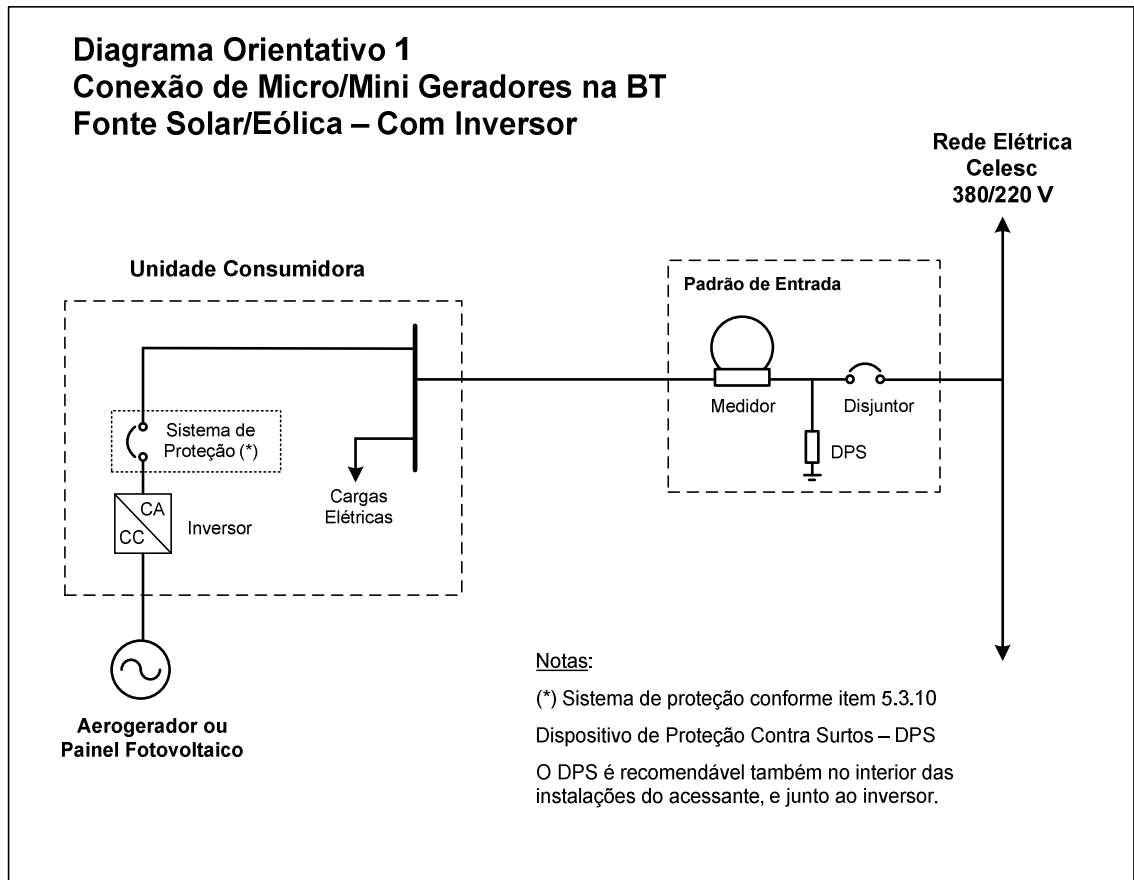 Diagrama Orientativo 1
Conexão de Micro/Mini Geradores na BT
Fonte Solar/Eólica – Com Inversor
Rede Elétrica
Celesc
380/220 V
Unidade Consumidora
Padrão de Entrada
Medidor
Disjuntor
DPS
Sistema de
Proteção (*)
Cargas
Elétricas
CA
CC
Inversor
Aerogerador ou
Painel Fotovoltaico
Notas:
(*) Sistema de proteção conforme item 5.3.10
Dispositivo de Proteção Contra Surtos – DPS
O DPS é recomendável também no interior das
instalações do acessante, e junto ao inversor.